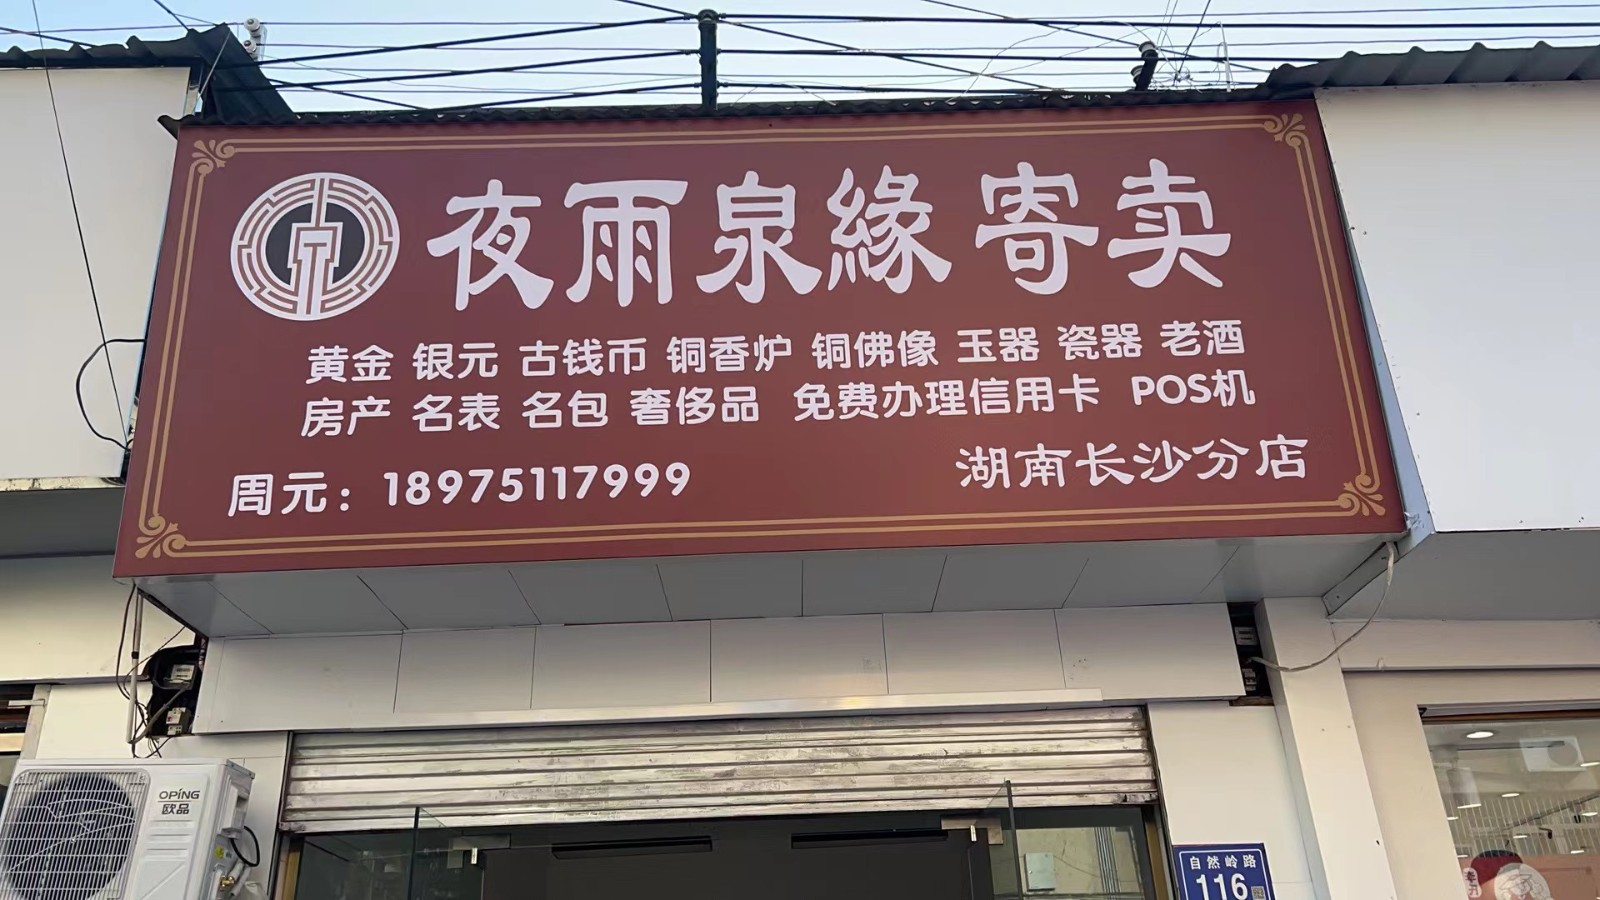 夜雨泉緣 寄卖
黄金 银元 古钱币 铜香炉 铜佛像 玉器 瓷器 老酒
房产 名表 名包 奢侈品 免费办理信用卡 POS机
周元：18975117999
湖南长沙分店
OPING
欧品
自然岭路
116